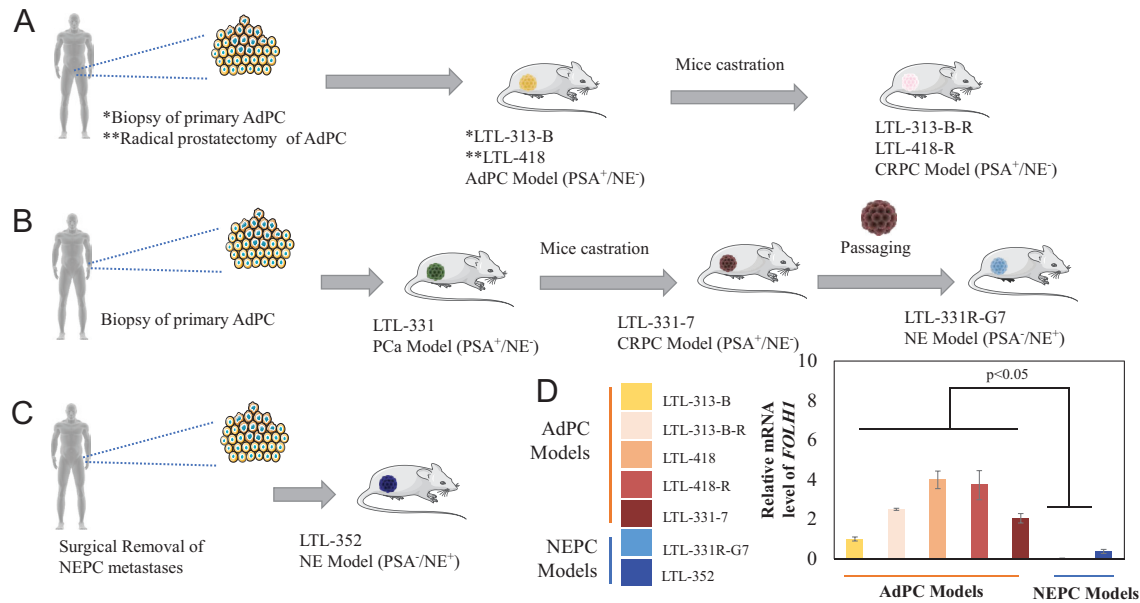 A
*Biopsy of primary AdPC
**Radical prostatectomy of AdPC
*LTL-313-B
**LTL-418
AdPC Model (PSA⁺/NE⁻)
Mice castration
LTL-313-B-R
LTL-418-R
CRPC Model (PSA⁺/NE⁻)
B
Biopsy of primary AdPC
LTL-331
PCa Model (PSA⁺/NE⁻)
Mice castration
LTL-331-7
CRPC Model (PSA⁺/NE⁻)
Passaging
LTL-331R-G7
NE Model (PSA⁻/NE⁺)
C
Surgical Removal of
NEPC metastases
LTL-352
NE Model (PSA⁻/NE⁺)
D
AdPC
Models
LTL-313-B
LTL-313-B-R
LTL-418
LTL-418-R
LTL-331-7
NEPC
Models
LTL-331R-G7
LTL-352
Relative mRNA
level of FOLH1
10
8
6
4
2
0
p<0.05
AdPC Models
NEPC Models